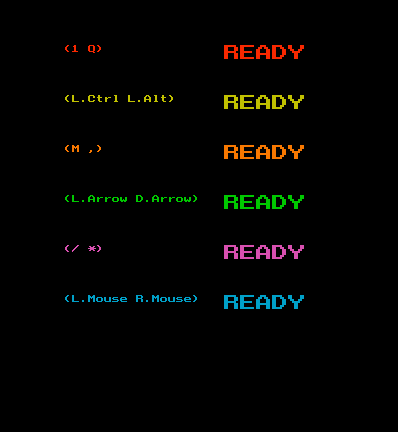 (1 Q) READY
(L.Ctrl L.Alt) READY
(M ,) READY
(L.Arrow D.Arrow) READY
(/ *) READY
(L.Mouse R.Mouse) READY